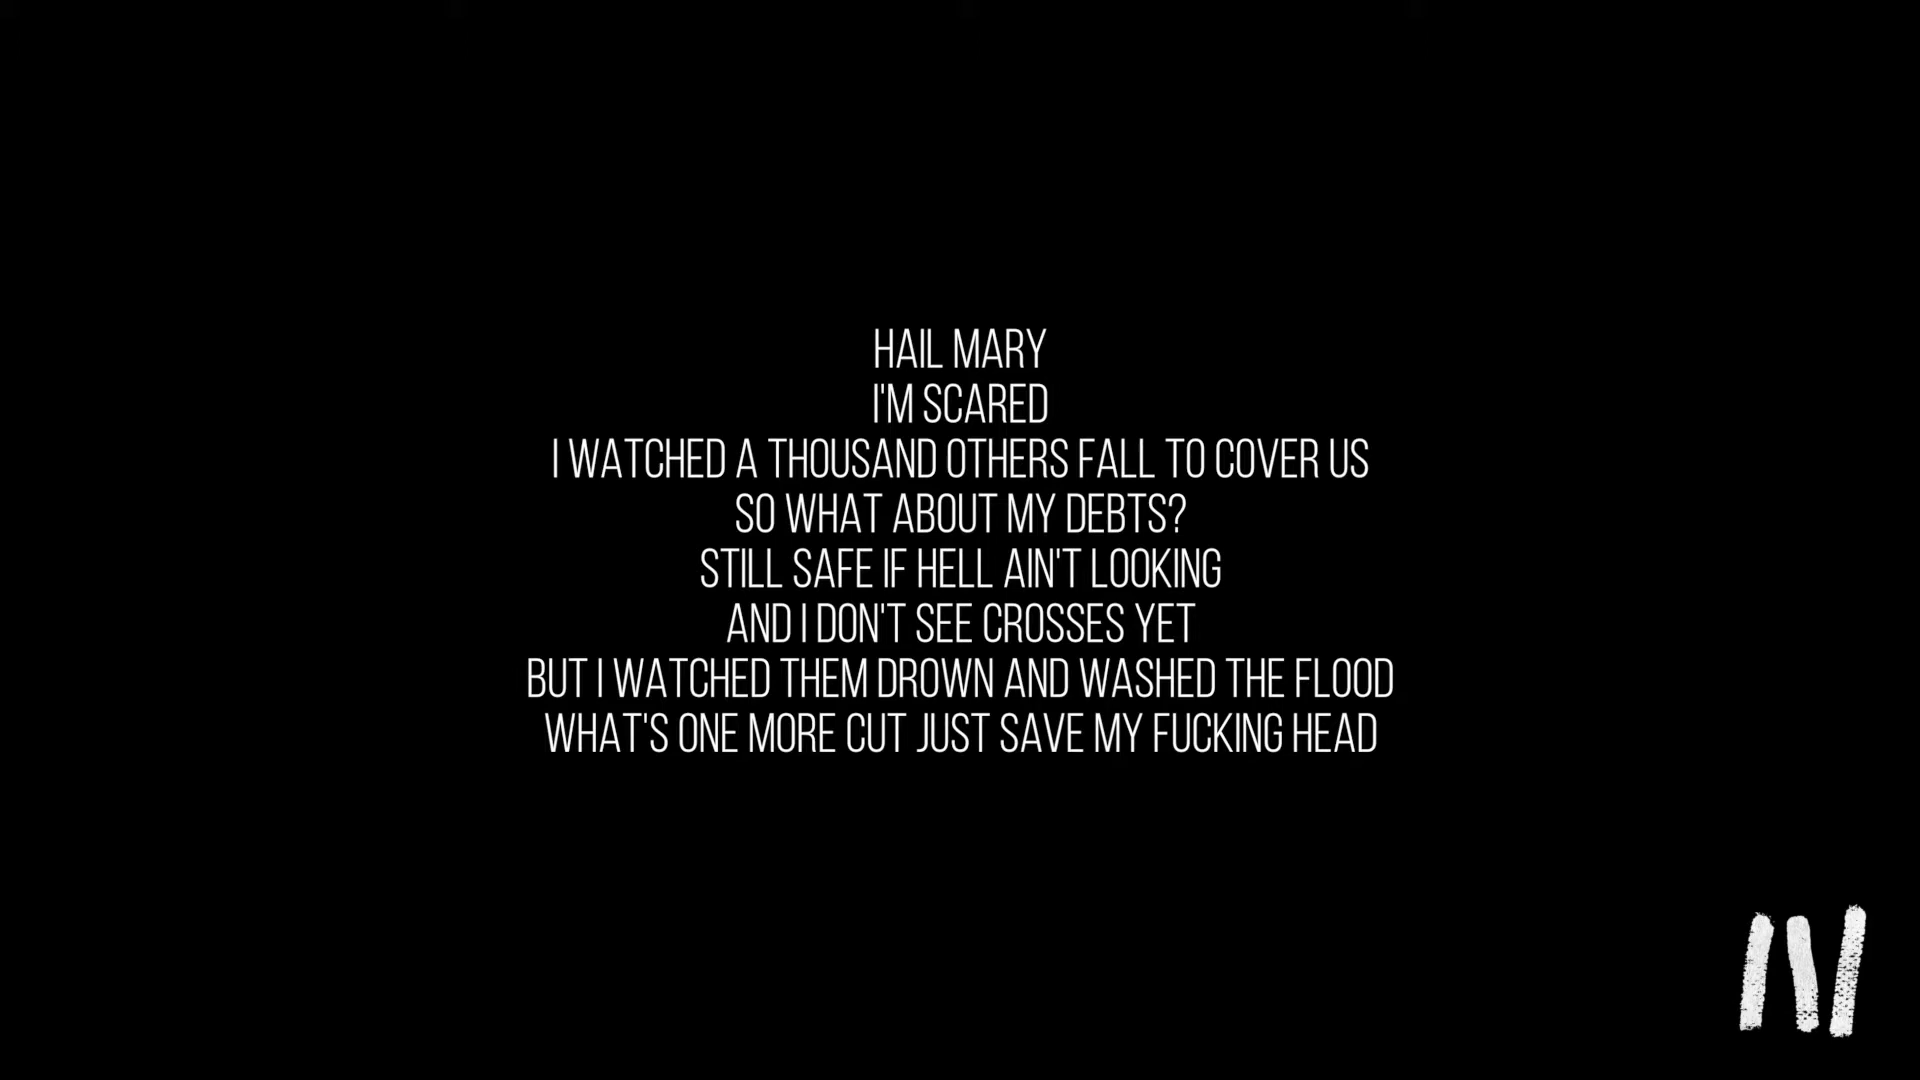 HAIL MARY
I'M SCARED
I WATCHED A THOUSAND OTHERS FALL TO COVER US
SO WHAT ABOUT MY DEBTS?
STILL SAFE IF HELL AIN'T LOOKING
AND I DON'T SEE CROSSES YET
BUT I WATCHED THEM DROWN AND WASHED THE FLOOD
WHAT'S ONE MORE CUT JUST SAVE MY FUCKING HEAD